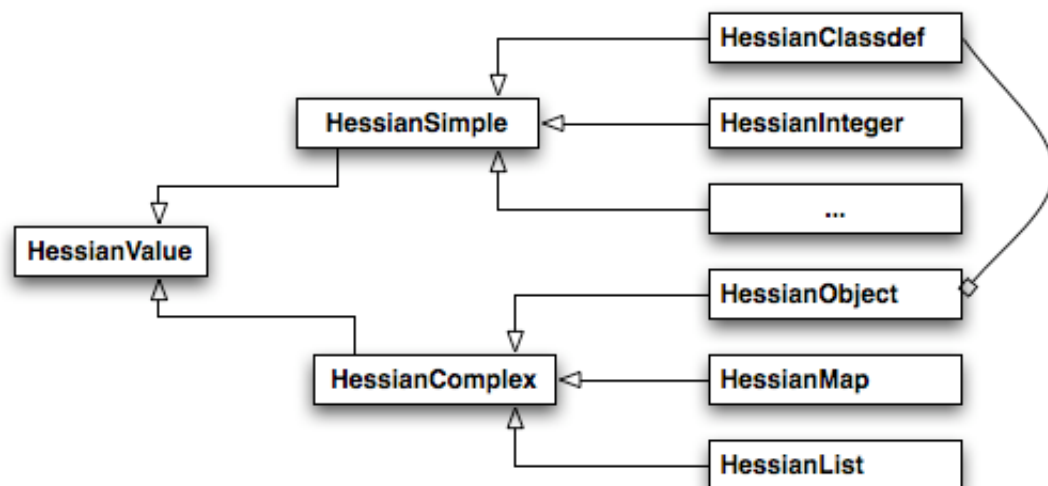 HessianClassdef
HessianSimple
HessianInteger
...
HessianValue
HessianObject
HessianComplex
HessianMap
HessianList